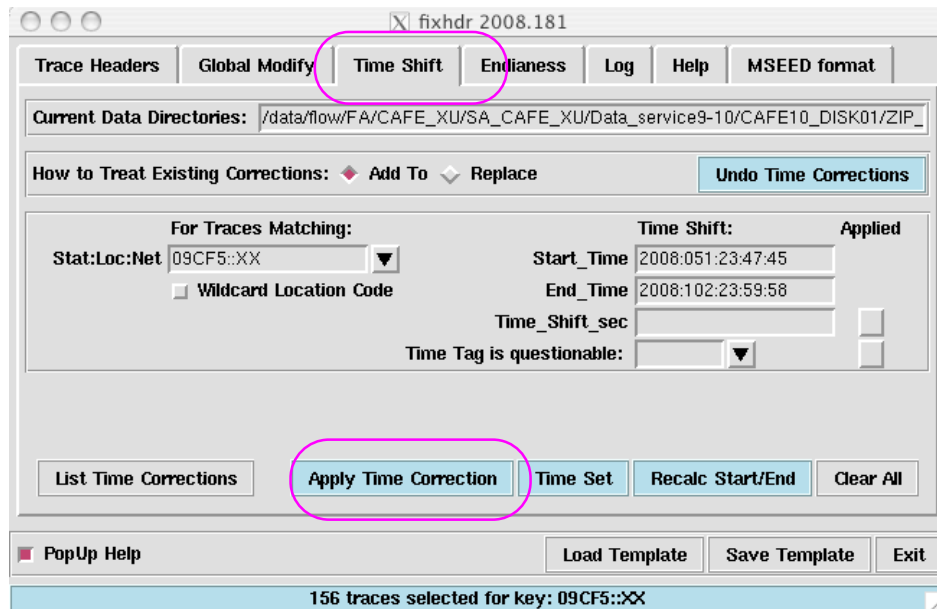 fixhdr 2008.181
Trace Headers Global Modify Time Shift Endianess Log Help MSEED format
Current Data Directories: /data/flow/FA/CAFE_XU/SA_CAFE_XU/Data_service9-10/CAFE10_DISK01/ZIP_
How to Treat Existing Corrections: Add To Replace Undo Time Corrections
For Traces Matching: Time Shift: Applied
Stat:Loc:Net 09CF5::XX Start_Time 2008:051:23:47:45
Wildcard Location Code End_Time 2008:102:23:59:58
Time_Shift_sec
Time Tag is questionable:
List Time Corrections Apply Time Correction Time Set Recalc Start/End Clear All
PopUp Help Load Template Save Template Exit
156 traces selected for key: 09CF5::XX